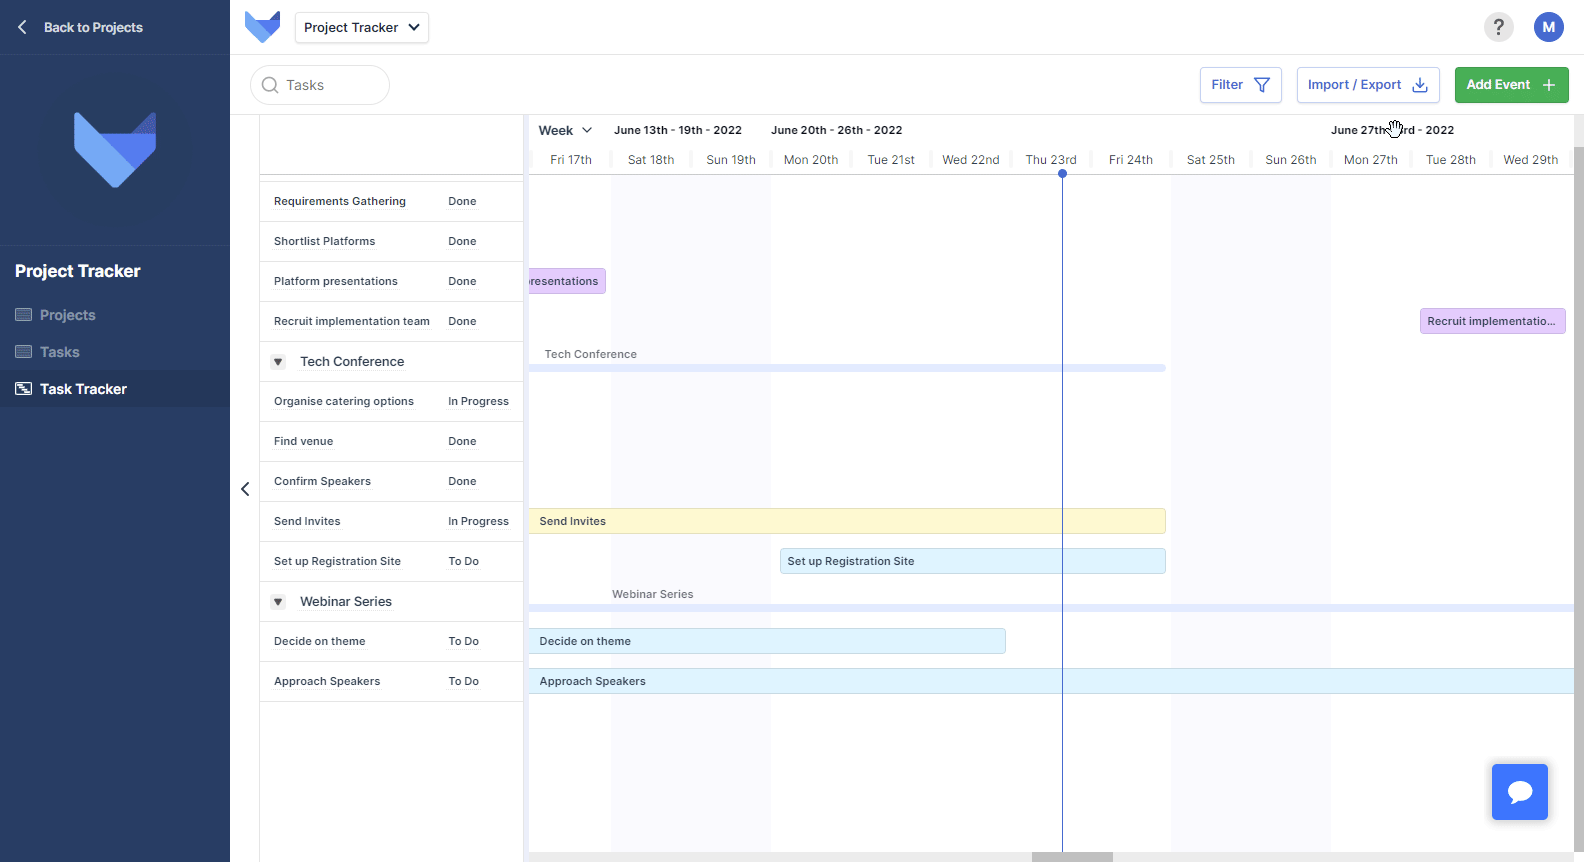 Back to Projects
Project Tracker
?
M
Tasks
Filter
Import / Export
Add Event +
Week
June 13th - 19th - 2022
June 20th - 26th - 2022
June 27th rd - 2022
Fri 17th
Sat 18th
Sun 19th
Mon 20th
Tue 21st
Wed 22nd
Thu 23rd
Fri 24th
Sat 25th
Sun 26th
Mon 27th
Tue 28th
Wed 29th
Project Tracker
Projects
Tasks
Task Tracker
Requirements Gathering
Done
Shortlist Platforms
Done
Platform presentations
Done
resentations
Recruit implementation team
Done
Recruit implementatio...
Tech Conference
Tech Conference
Organise catering options
In Progress
Find venue
Done
Confirm Speakers
Done
Send Invites
In Progress
Send Invites
Set up Registration Site
To Do
Set up Registration Site
Webinar Series
Webinar Series
Decide on theme
To Do
Decide on theme
Approach Speakers
To Do
Approach Speakers